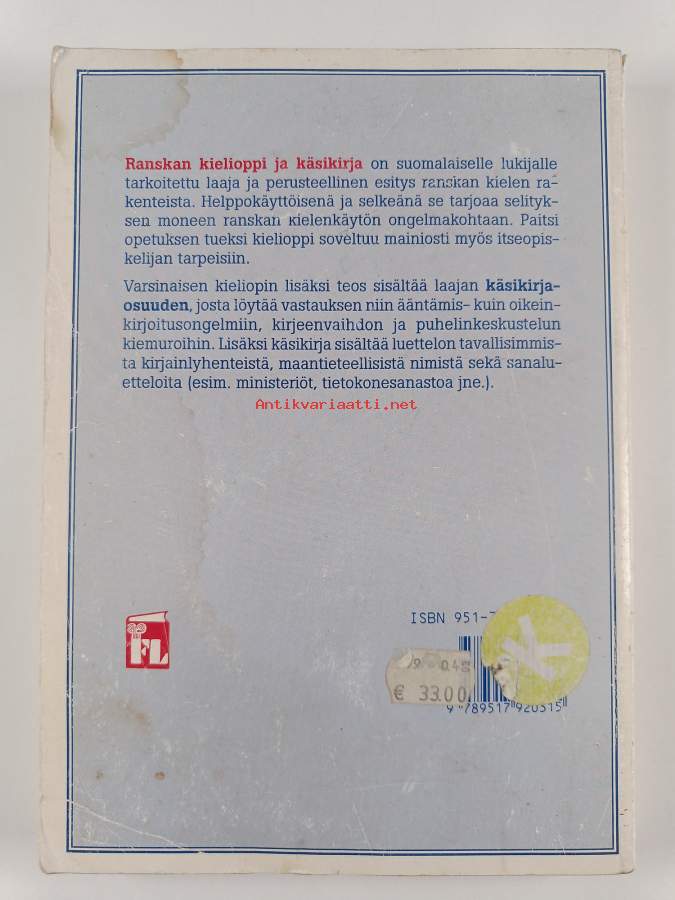 Ranskan kielioppi ja käsikirja on suomalaiselle lukijalle
tarkoitettu laaja ja perusteellinen esitys ranskan kielen ra-
kenteista. Helppokäyttöisenä ja selkeänä se tarjoaa selityk-
sen moneen ranskan kielenkäytön ongelmakohtaan. Paitsi
opetuksen tueksi kielioppi soveltuu mainiosti myös itseopis-
kelijan tarpeisiin.
Varsinaisen kieliopin lisäksi teos sisältää laajan käsikirja-
osuuden, josta löytää vastauksen niin ääntämis- kuin oikein-
kirjoitusongelmiin, kirjeenvaihdon ja puhelinkeskustelun
kiemuroihin. Lisäksi käsikirja sisältää luettelon tavallisimmis-
ta kirjainlyhenteistä, maantieteellisistä nimistä sekä sanalu-
etteloita (esim. ministeriöt, tietokonesanastoa jne.).
Antikvariaatti.net
ISBN 951-7
K
€ 33.00
FL
9 789517 920315